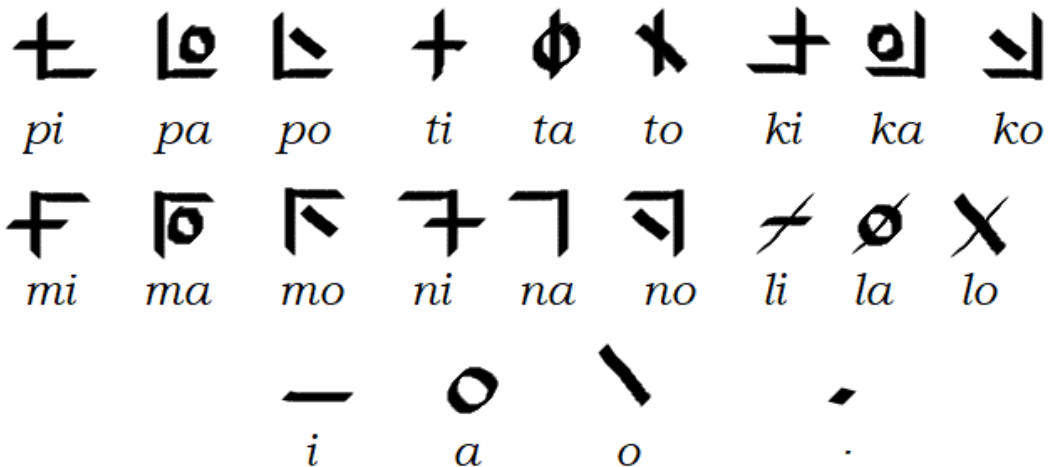 pi pa po ti ta to ki ka ko
mi ma mo ni na no li la lo
i a o .